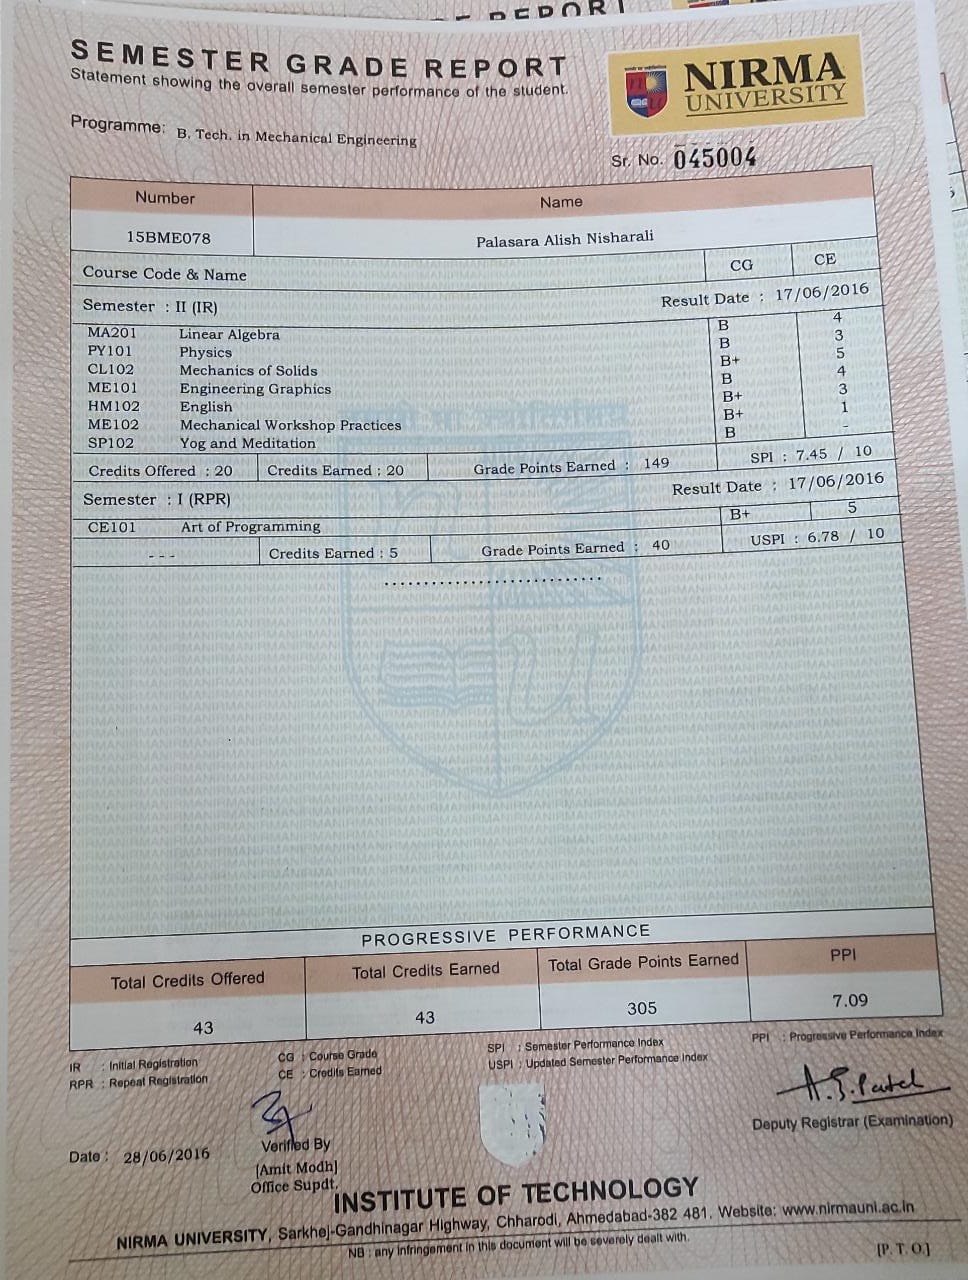 SEMESTER GRADE REPORT
Statement showing the overall semester performance of the student.
NIRMA
UNIVERSITY
Programme: B. Tech. in Mechanical Engineering
Sr. No. 045004
Number Name
15BME078 Palasara Alish Nisharali
Course Code & Name CG CE
Semester : II (IR) Result Date : 17/06/2016
MA201 Linear Algebra B 4
PY101 Physics B 3
CL102 Mechanics of Solids B+ 5
ME101 Engineering Graphics B 4
HM102 English B+ 3
ME102 Mechanical Workshop Practices B+ 1
SP102 Yog and Meditation B -
Credits Offered : 20 Credits Earned : 20 Grade Points Earned : 149 SPI : 7.45 / 10
Semester : I (RPR) Result Date : 17/06/2016
CE101 Art of Programming B+ 5
--- Credits Earned : 5 Grade Points Earned : 40 USPI : 6.78 / 10
PROGRESSIVE PERFORMANCE
Total Credits Offered Total Credits Earned Total Grade Points Earned PPI
43 43 305 7.09
IR : Initial Registration CG : Course Grade SPI : Semester Performance Index PPI : Progressive Performance Index
RPR : Repeat Registration CE : Credits Earned USPI : Updated Semester Performance Index
A.S. Patel
Deputy Registrar (Examination)
Date : 28/06/2016
Verified By
[Amit Modh]
Office Supdt.
INSTITUTE OF TECHNOLOGY
NIRMA UNIVERSITY, Sarkhej-Gandhinagar Highway, Chharodi, Ahmedabad-382 481. Website: www.nirmauni.ac.in
NB : any infringement in this document will be severely dealt with.
[P. T. O.]